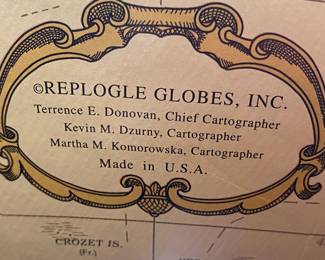 ©REPLOGLE GLOBES, INC.
Terrence E. Donovan, Chief Cartographer
Kevin M. Dzurny, Cartographer
Martha M. Komorowska, Cartographer
Made in U.S.A.
CROZET IS.
(Fr.)